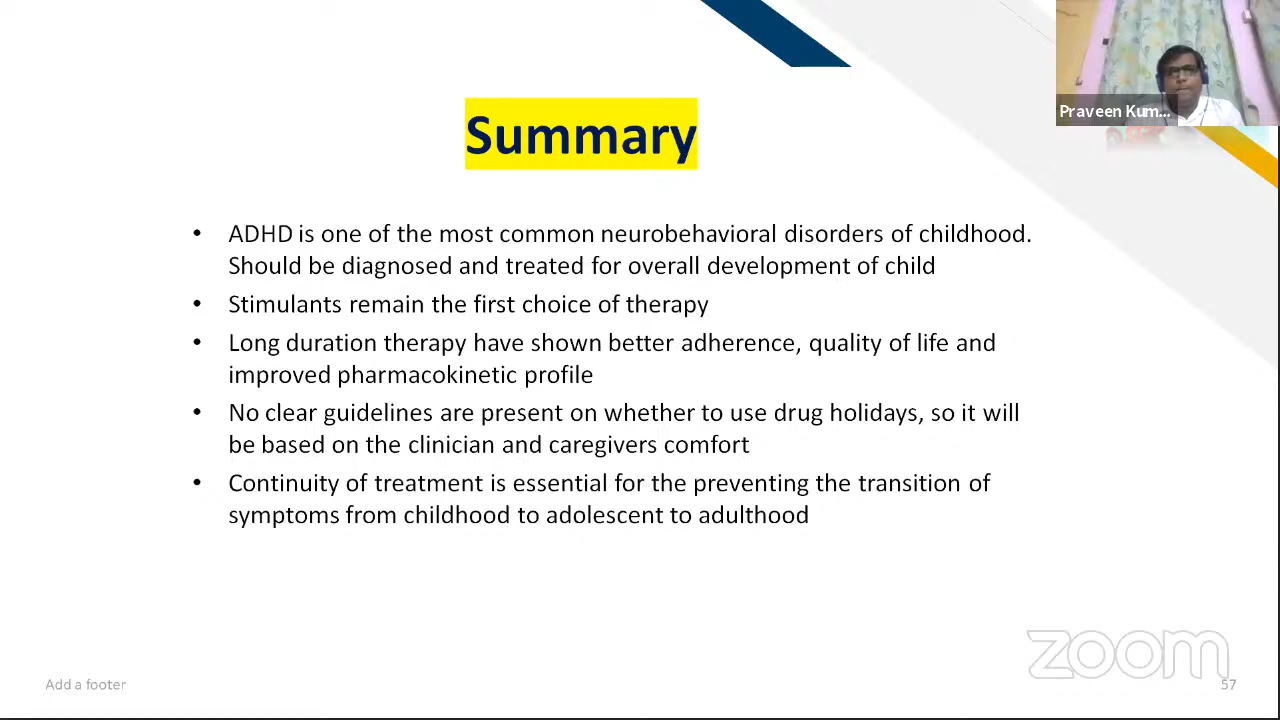 Praveen Kum...
Summary
• ADHD is one of the most common neurobehavioral disorders of childhood.
Should be diagnosed and treated for overall development of child
• Stimulants remain the first choice of therapy
• Long duration therapy have shown better adherence, quality of life and
improved pharmacokinetic profile
• No clear guidelines are present on whether to use drug holidays, so it will
be based on the clinician and caregivers comfort
• Continuity of treatment is essential for the preventing the transition of
symptoms from childhood to adolescent to adulthood
zoom
Add a footer
57